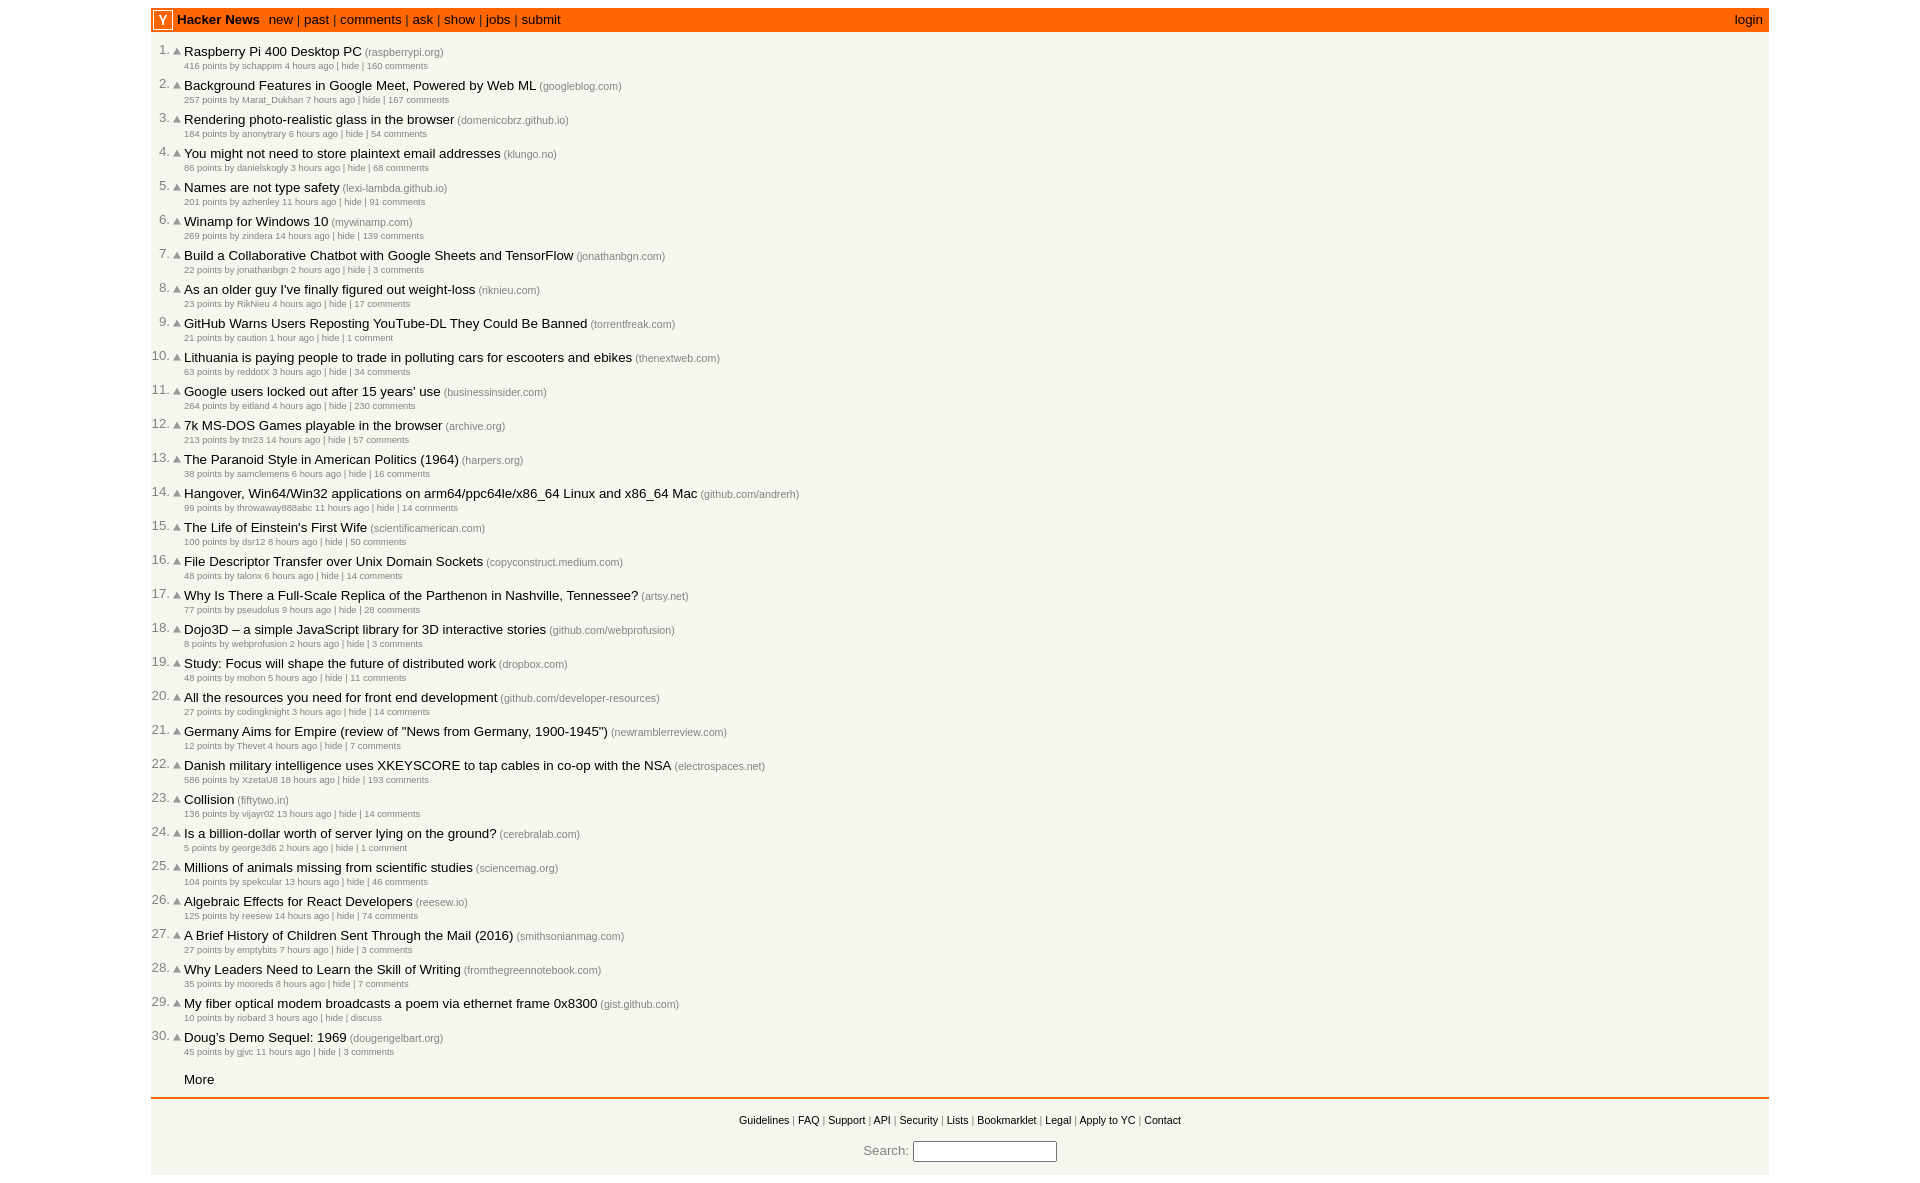 Y Hacker News new | past | comments | ask | show | jobs | submit login
1. Raspberry Pi 400 Desktop PC (raspberrypi.org)
416 points by schappim 4 hours ago | hide | 160 comments
2. Background Features in Google Meet, Powered by Web ML (googleblog.com)
257 points by Marat_Dukhan 7 hours ago | hide | 167 comments
3. Rendering photo-realistic glass in the browser (domenicobrz.github.io)
184 points by anonytrary 6 hours ago | hide | 54 comments
4. You might not need to store plaintext email addresses (klungo.no)
86 points by danielskogly 3 hours ago | hide | 68 comments
5. Names are not type safety (lexi-lambda.github.io)
201 points by azhenley 11 hours ago | hide | 91 comments
6. Winamp for Windows 10 (mywinamp.com)
269 points by zindera 14 hours ago | hide | 139 comments
7. Build a Collaborative Chatbot with Google Sheets and TensorFlow (jonathanbgn.com)
22 points by jonathanbgn 2 hours ago | hide | 3 comments
8. As an older guy I've finally figured out weight-loss (riknieu.com)
23 points by RikNieu 4 hours ago | hide | 17 comments
9. GitHub Warns Users Reposting YouTube-DL They Could Be Banned (torrentfreak.com)
21 points by caution 1 hour ago | hide | 1 comment
10. Lithuania is paying people to trade in polluting cars for escooters and ebikes (thenextweb.com)
63 points by reddotX 3 hours ago | hide | 34 comments
11. Google users locked out after 15 years' use (businessinsider.com)
264 points by eitland 4 hours ago | hide | 230 comments
12. 7k MS-DOS Games playable in the browser (archive.org)
213 points by tnr23 14 hours ago | hide | 57 comments
13. The Paranoid Style in American Politics (1964) (harpers.org)
38 points by samclemens 6 hours ago | hide | 16 comments
14. Hangover, Win64/Win32 applications on arm64/ppc64le/x86_64 Linux and x86_64 Mac (github.com/andrerh)
99 points by throwaway888abc 11 hours ago | hide | 14 comments
15. The Life of Einstein's First Wife (scientificamerican.com)
100 points by dsr12 8 hours ago | hide | 50 comments
16. File Descriptor Transfer over Unix Domain Sockets (copyconstruct.medium.com)
48 points by talonx 6 hours ago | hide | 14 comments
17. Why Is There a Full-Scale Replica of the Parthenon in Nashville, Tennessee? (artsy.net)
77 points by pseudolus 9 hours ago | hide | 28 comments
18. Dojo3D – a simple JavaScript library for 3D interactive stories (github.com/webprofusion)
8 points by webprofusion 2 hours ago | hide | 3 comments
19. Study: Focus will shape the future of distributed work (dropbox.com)
48 points by mohon 5 hours ago | hide | 11 comments
20. All the resources you need for front end development (github.com/developer-resources)
27 points by codingknight 3 hours ago | hide | 14 comments
21. Germany Aims for Empire (review of "News from Germany, 1900-1945") (newramblerreview.com)
12 points by Thevet 4 hours ago | hide | 7 comments
22. Danish military intelligence uses XKEYSCORE to tap cables in co-op with the NSA (electrospaces.net)
586 points by XzetaU8 18 hours ago | hide | 193 comments
23. Collision (fiftytwo.in)
136 points by vijayr02 13 hours ago | hide | 14 comments
24. Is a billion-dollar worth of server lying on the ground? (cerebralab.com)
5 points by george3d6 2 hours ago | hide | 1 comment
25. Millions of animals missing from scientific studies (sciencemag.org)
104 points by spekcular 13 hours ago | hide | 46 comments
26. Algebraic Effects for React Developers (reesew.io)
125 points by reesew 14 hours ago | hide | 74 comments
27. A Brief History of Children Sent Through the Mail (2016) (smithsonianmag.com)
27 points by emptybits 7 hours ago | hide | 3 comments
28. Why Leaders Need to Learn the Skill of Writing (fromthegreennotebook.com)
35 points by mooreds 8 hours ago | hide | 7 comments
29. My fiber optical modem broadcasts a poem via ethernet frame 0x8300 (gist.github.com)
10 points by riobard 3 hours ago | hide | discuss
30. Doug's Demo Sequel: 1969 (dougengelbart.org)
45 points by gjvc 11 hours ago | hide | 3 comments
More
Guidelines | FAQ | Support | API | Security | Lists | Bookmarklet | Legal | Apply to YC | Contact
Search: